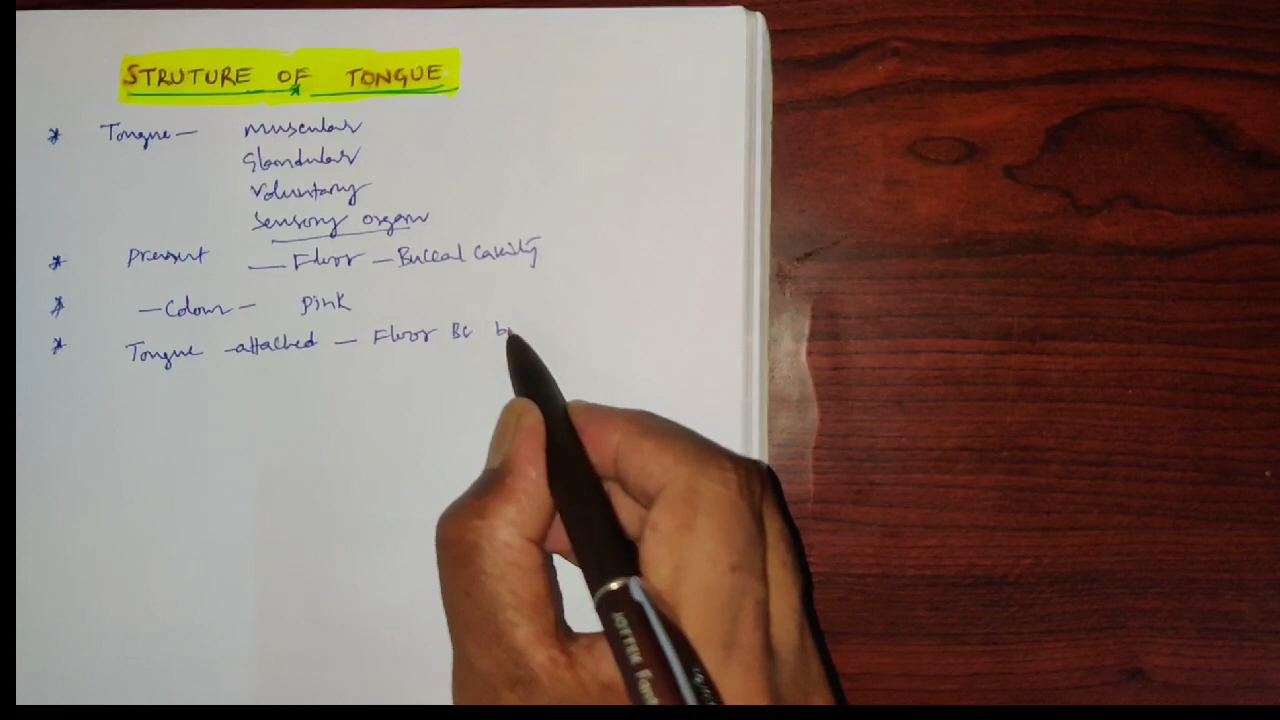 STRUTURE OF TONGUE
* Tongue — muscular
Glandular
Voluntary
Sensory organ
* Present — Floor — Buccal Cavity
* — Colour — pink
* Tongue - attached — Floor BC b
JOTTER